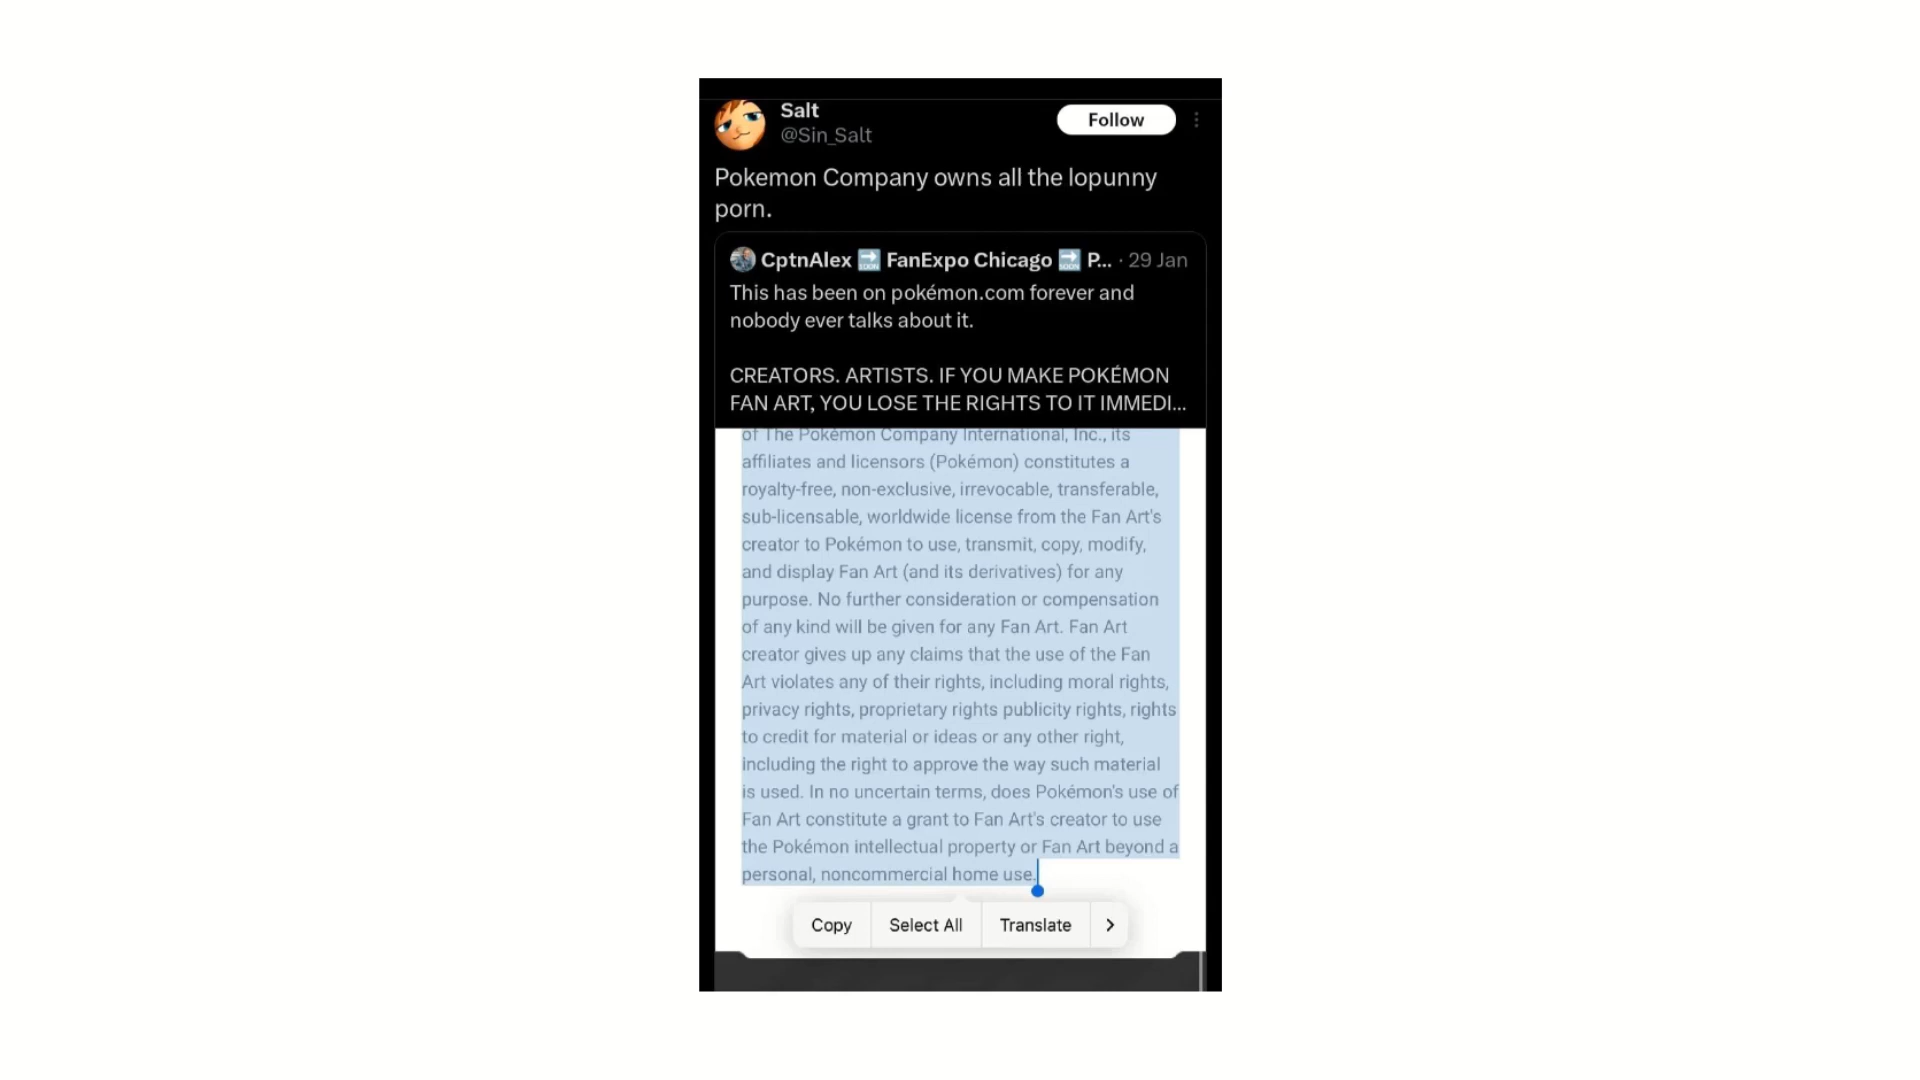 Salt
@Sin_Salt
Follow
Pokemon Company owns all the lopunny
porn.
CptnAlex 🔜 FanExpo Chicago 🔜 P... · 29 Jan
This has been on pokémon.com forever and
nobody ever talks about it.
CREATORS. ARTISTS. IF YOU MAKE POKÉMON
FAN ART, YOU LOSE THE RIGHTS TO IT IMMEDI...
of The Pokémon Company International, Inc., its
affiliates and licensors (Pokémon) constitutes a
royalty-free, non-exclusive, irrevocable, transferable,
sub-licensable, worldwide license from the Fan Art's
creator to Pokémon to use, transmit, copy, modify,
and display Fan Art (and its derivatives) for any
purpose. No further consideration or compensation
of any kind will be given for any Fan Art. Fan Art
creator gives up any claims that the use of the Fan
Art violates any of their rights, including moral rights,
privacy rights, proprietary rights publicity rights, rights
to credit for material or ideas or any other right,
including the right to approve the way such material
is used. In no uncertain terms, does Pokémon's use of
Fan Art constitute a grant to Fan Art's creator to use
the Pokémon intellectual property or Fan Art beyond a
personal, noncommercial home use.
Copy
Select All
Translate